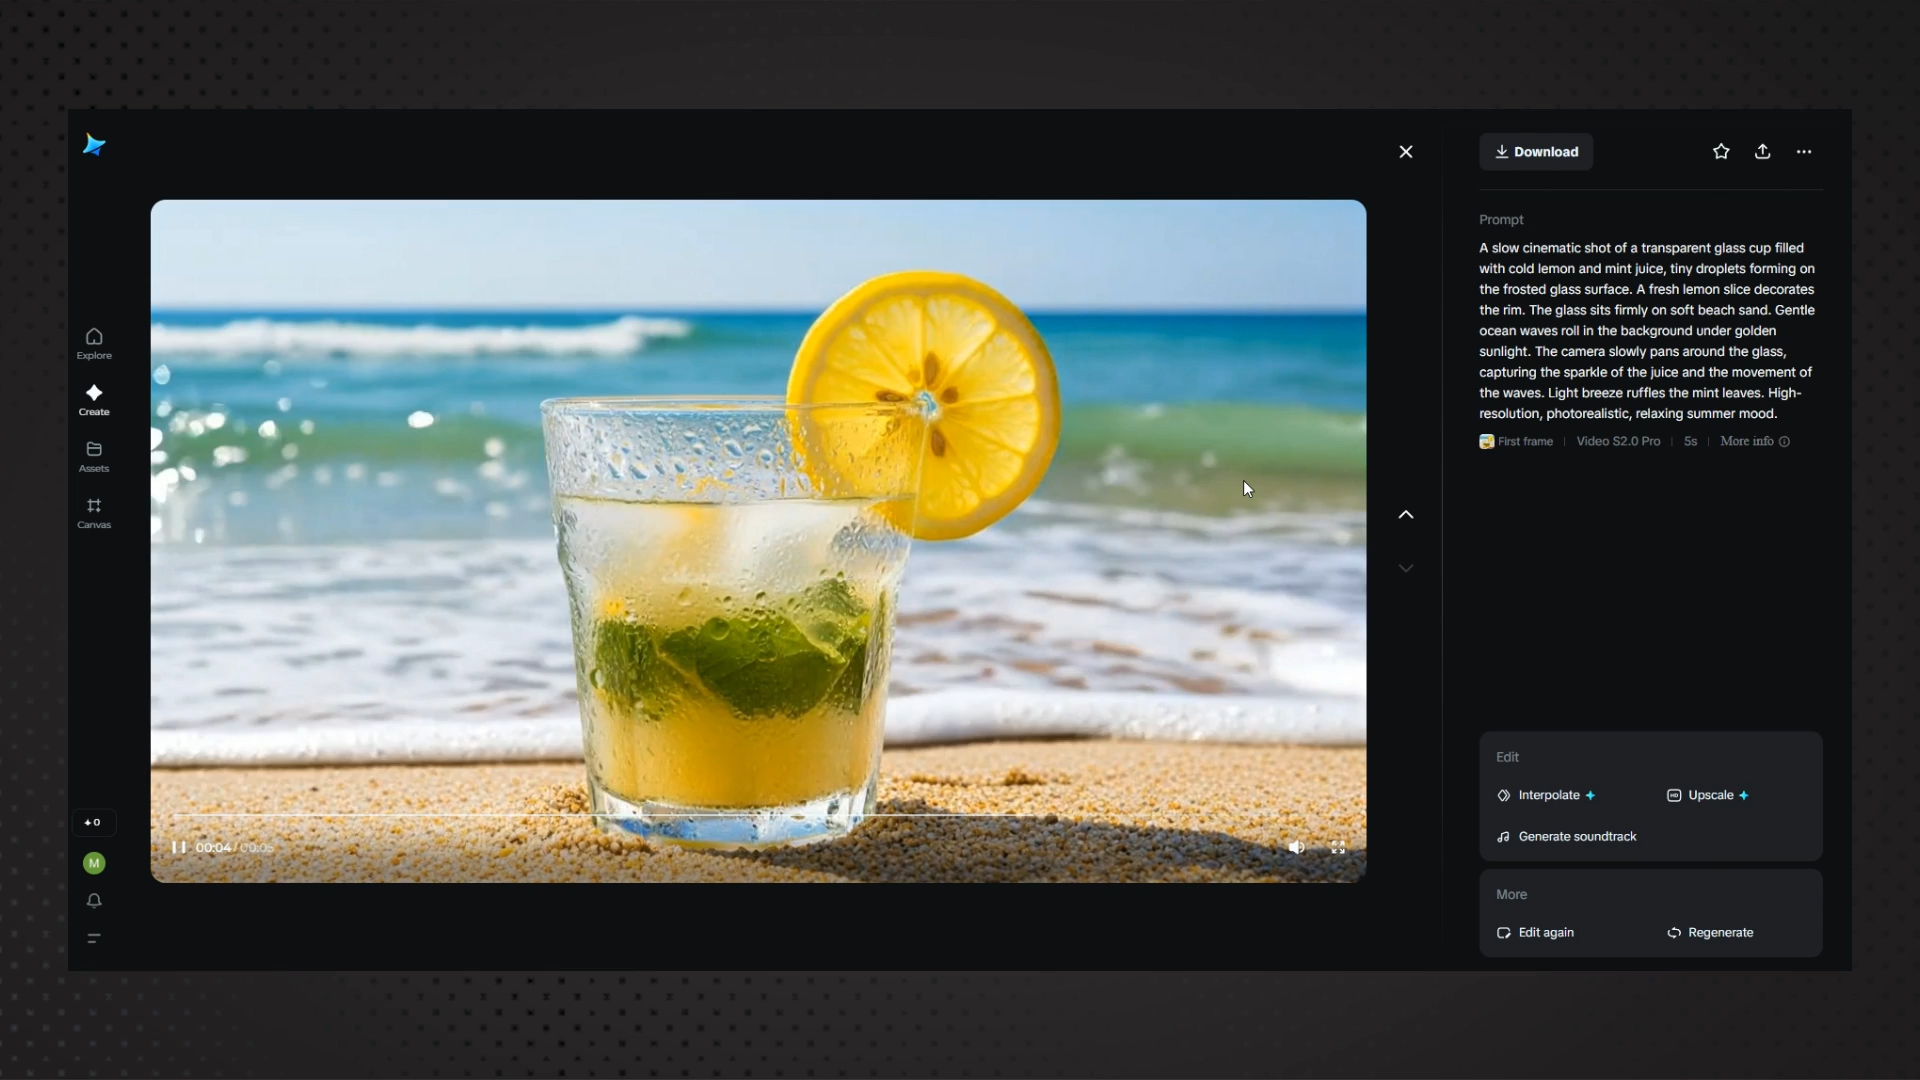 Download
Prompt
A slow cinematic shot of a transparent glass cup filled
with cold lemon and mint juice, tiny droplets forming on
the frosted glass surface. A fresh lemon slice decorates
the rim. The glass sits firmly on soft beach sand. Gentle
ocean waves roll in the background under golden
sunlight. The camera slowly pans around the glass,
capturing the sparkle of the juice and the movement of
the waves. Light breeze ruffles the mint leaves. High-
resolution, photorealistic, relaxing summer mood.
First frame | Video S2.0 Pro | 5s | More info
Explore
Create
Assets
Canvas
0
M
00:04 / 00:05
Edit
Interpolate
Upscale
Generate soundtrack
More
Edit again
Regenerate